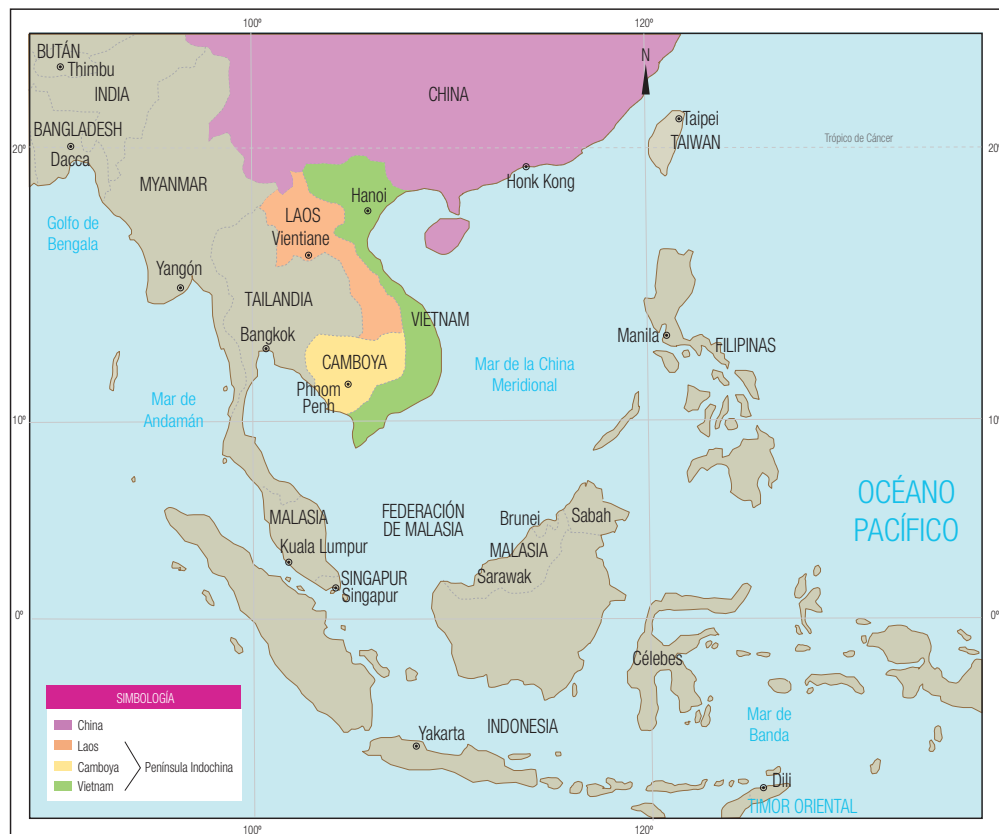 100º
120º
BUTÁN
Thimbu
N
INDIA
CHINA
Taipei
BANGLADESH
TAIWAN
Trópico de Cáncer
20º
20º
Dacca
Honk Kong
MYANMAR
Hanoi
LAOS
Golfo de
Bengala
Vientiane
Yangón
TAILANDIA
VIETNAM
Bangkok
Manila
FILIPINAS
CAMBOYA
Mar de la China
Meridional
Phnom
Penh
Mar de
Andamán
10º
10º
OCÉANO
PACÍFICO
FEDERACIÓN
DE MALASIA
MALASIA
Brunei
Sabah
Kuala Lumpur
MALASIA
Sarawak
SINGAPUR
Singapur
0º
0º
Célebes
SIMBOLOGÍA
China
Laos
Camboya
Península Indochina
Vietnam
INDONESIA
Mar de
Banda
Yakarta
Dili
TIMOR ORIENTAL
100º
120º